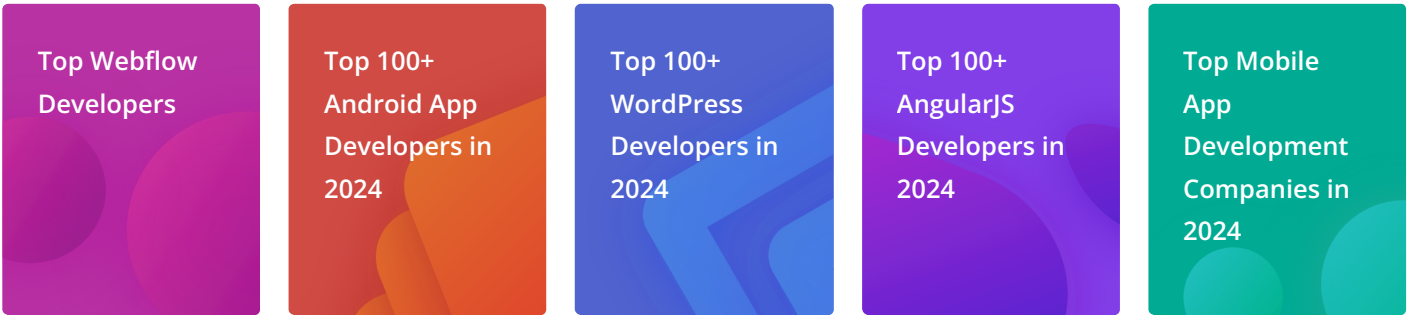 Top Webflow
Developers
Top 100+
Android App
Developers in
2024
Top 100+
WordPress
Developers in
2024
Top 100+
AngularJS
Developers in
2024
Top Mobile
App
Development
Companies in
2024